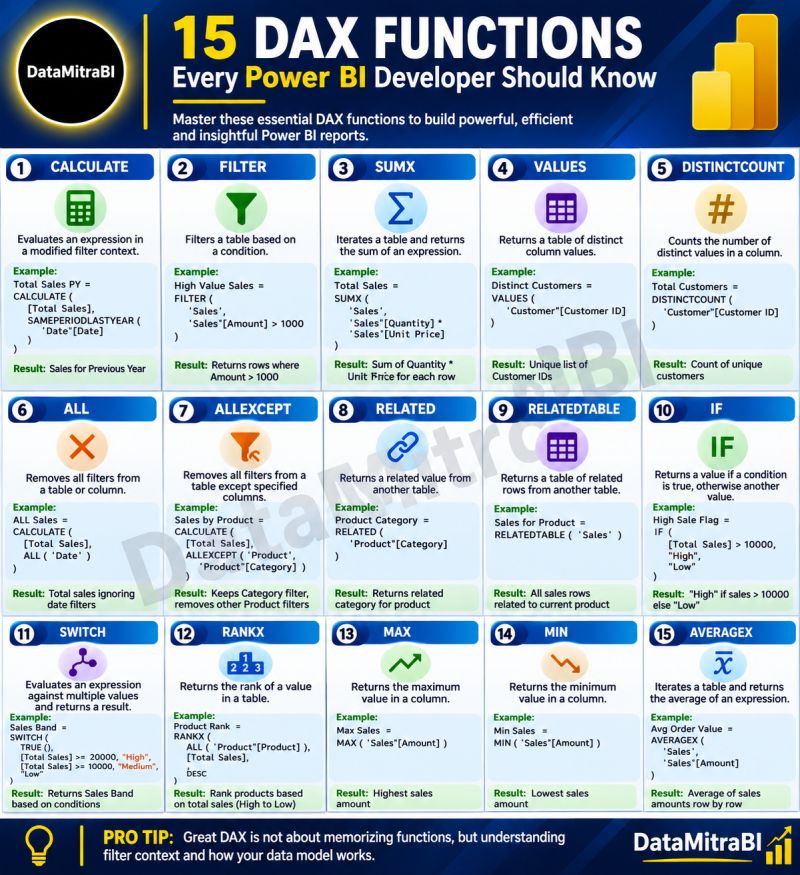 DataMitraBI
15 DAX FUNCTIONS
Every Power BI Developer Should Know
Master these essential DAX functions to build powerful, efficient
and insightful Power BI reports.
1 CALCULATE
Evaluates an expression in
a modified filter context.
Example:
Total Sales PY =
CALCULATE (
[Total Sales],
SAMEPERIODLASTYEAR (
'Date"[Date]
)
)
Result: Sales for Previous Year
2 FILTER
Filters a table based on
a condition.
Example:
High Value Sales =
FILTER (
'Sales',
'Sales"[Amount] > 1000
)
Result: Returns rows where
Amount > 1000
3 SUMX
Iterates a table and returns
the sum of an expression.
Example:
Total Sales =
SUMX (
'Sales',
'Sales"[Quantity] *
'Sales"[Unit Price]
)
Result: Sum of Quantity *
Unit Price for each row
4 VALUES
Returns a table of distinct
column values.
Example:
Distinct Customers =
VALUES (
'Customer"[Customer ID]
)
Result: Unique list of
Customer IDs
5 DISTINCTCOUNT
#
Counts the number of
distinct values in a column.
Example:
Total Customers =
DISTINCTCOUNT (
'Customer"[Customer ID]
)
Result: Count of unique
customers
6 ALL
Removes all filters from
a table or column.
Example:
ALL Sales =
CALCULATE (
[Total Sales],
ALL ( 'Date' )
)
Result: Total sales ignoring
date filters
7 ALLEXCEPT
Removes all filters from a
table except specified
columns.
Example:
Sales by Product =
CALCULATE (
[Total Sales],
ALLEXCEPT ( 'Product',
'Product"[Category] )
)
Result: Keeps Category filter,
removes other Product filters
8 RELATED
Returns a related value from
another table.
Example:
Product Category =
RELATED (
'Product"[Category]
)
Result: Returns related
category for product
9 RELATEDTABLE
Returns a table of related
rows from another table.
Example:
Sales for Product =
RELATEDTABLE ( 'Sales' )
Result: All sales rows
related to current product
10 IF
IF
Returns a value if a condition
is true, otherwise another
value.
Example:
High Sale Flag =
IF (
[Total Sales] > 10000,
"High",
"Low"
)
Result: "High" if sales > 10000
else "Low"
11 SWITCH
Evaluates an expression
against multiple values
and returns a result.
Example:
Sales Band =
SWITCH (
TRUE (),
[Total Sales] >= 20000, "High",
[Total Sales] >= 10000, "Medium",
"Low"
)
Result: Returns Sales Band
based on conditions
12 RANKX
1
2 2 3
Returns the rank of a value
in a table.
Example:
Product Rank =
RANKX (
ALL ( 'Product"[Product] ),
[Total Sales],
,
DESC
)
Result: Rank products based
on total sales (High to Low)
13 MAX
Returns the maximum
value in a column.
Example:
Max Sales =
MAX ( 'Sales"[Amount] )
Result: Highest sales
amount
14 MIN
Returns the minimum
value in a column.
Example:
Min Sales =
MIN ( 'Sales"[Amount] )
Result: Lowest sales
amount
15 AVERAGEX
x̅
Iterates a table and returns
the average of an expression.
Example:
Avg Order Value =
AVERAGEX (
'Sales',
'Sales"[Amount]
)
Result: Average of sales
amounts row by row
PRO TIP: Great DAX is not about memorizing functions, but understanding
filter context and how your data model works.
DataMitraBI